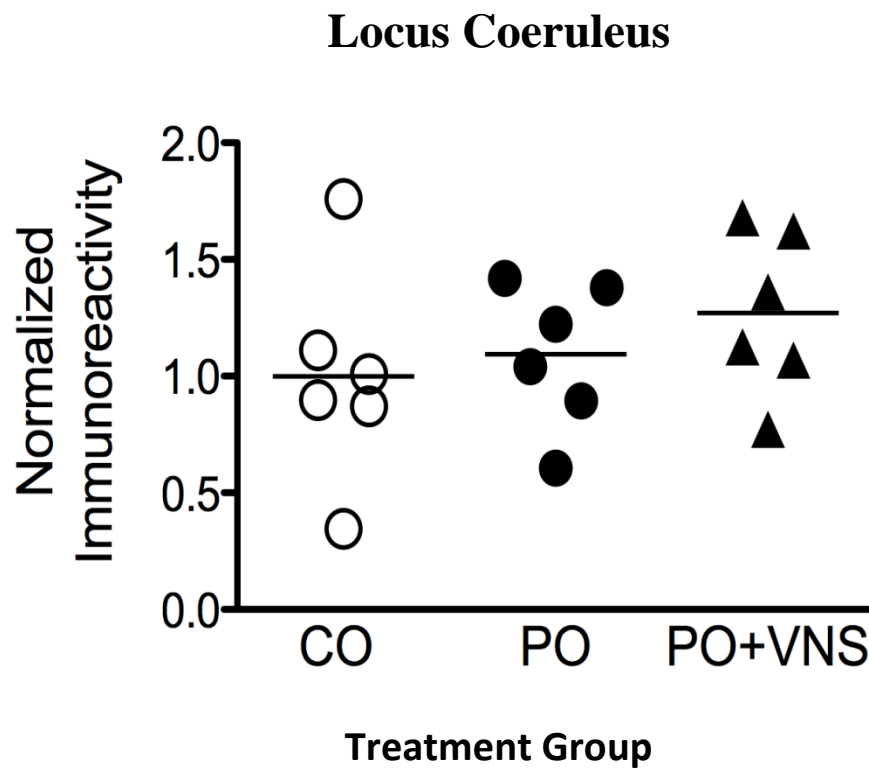 Locus Coeruleus
Normalized
Immunoreactivity
2.0
1.5
1.0
0.5
0.0
CO PO PO+VNS
Treatment Group